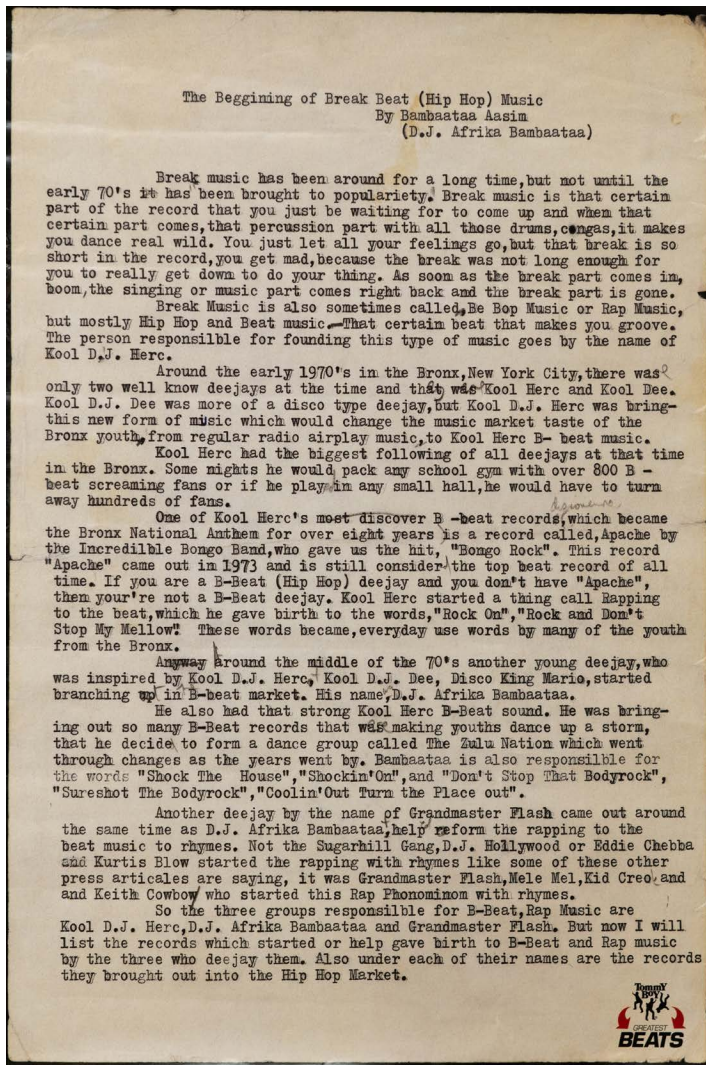 The Beggining of Break Beat (Hip Hop) Music
By Bambaataa Aasim
(D.J. Afrika Bambaataa)
Break music has been around for a long time,but not until the
early 70's it has been brought to populariety. Break music is that certain
part of the record that you just be waiting for to come up and when that
certain part comes,that percussion part with all those drums,congas,it makes
you dance real wild. You just let all your feelings go,but that break is so
short in the record,you get mad,because the break was not long enough for
you to really get down to do your thing. As soon as the break part comes in,
boom,the singing or music part comes right back and the break part is gone.
Break Music is also sometimes called,Be Bop Music or Rap Music,
but mostly Hip Hop and Beat music.-That certain beat that makes you groove.
The person responsilble for founding this type of music goes by the name of
Kool D.J. Herc.
Around the early 1970's in the Bronx,New York City,there was
only two well know deejays at the time and that was Kool Herc and Kool Dee.
Kool D.J. Dee was more of a disco type deejay,but Kool D.J. Herc was bring-
this new form of music which would change the music market taste of the
Bronx youth,from regular radio airplay music,to Kool Herc B- beat music.
Kool Herc had the biggest following of all deejays at that time
in the Bronx. Some nights he would pack any school gym with over 800 B -
beat screaming fans or if he play in any small hall,he would have to turn
away hundreds of fans.
One of Kool Herc's most discover B -beat records,which became
the Bronx National Anthem for over eight years is a record called,Apache by
the Incredilble Bongo Band,who gave us the hit, "Bongo Rock". This record
"Apache" came out in 1973 and is still consider the top beat record of all
time. If you are a B-Beat (Hip Hop) deejay and you don't have "Apache",
then your're not a B-Beat deejay. Kool Herc started a thing call Rapping
to the beat,which he gave birth to the words,"Rock On","Rock and Don't
Stop My Mellow". These words became,everyday use words by many of the youth
from the Bronx.
Anyway around the middle of the 70's another young deejay,who
was inspired by Kool D.J. Herc, Kool D.J. Dee, Disco King Mario,started
branching up in B-beat market. His name,D.J. Afrika Bambaataa.
He also had that strong Kool Herc B-Beat sound. He was bring-
ing out so many B-Beat records that was making youths dance up a storm,
that he decide to form a dance group called The Zulu Nation which went
through changes as the years went by. Bambaataa is also responsilble for
the words "Shock The House","Shockin'On",and "Don't Stop That Bodyrock",
"Sureshot The Bodyrock","Coolin'Out Turn the Place out".
Another deejay by the name of Grandmaster Flash came out around
the same time as D.J. Afrika Bambaataa,help reform the rapping to the
beat music to rhymes. Not the Sugarhill Gang,D.J. Hollywood or Eddie Chebba
and Kurtis Blow started the rapping with rhymes like some of these other
press articales are saying, it was Grandmaster Flash,Mele Mel,Kid Creo,and
and Keith Cowboy who started this Rap Phonominom with rhymes.
So the three groups responsilble for B-Beat,Rap Music are
Kool D.J. Herc,D.J. Afrika Bambaataa and Grandmaster Flash. But now I will
list the records which started or help gave birth to B-Beat and Rap music
by the three who deejay them. Also under each of their names are the records
they brought out into the Hip Hop Market.
Tommy
Boy
GREATEST
BEATS